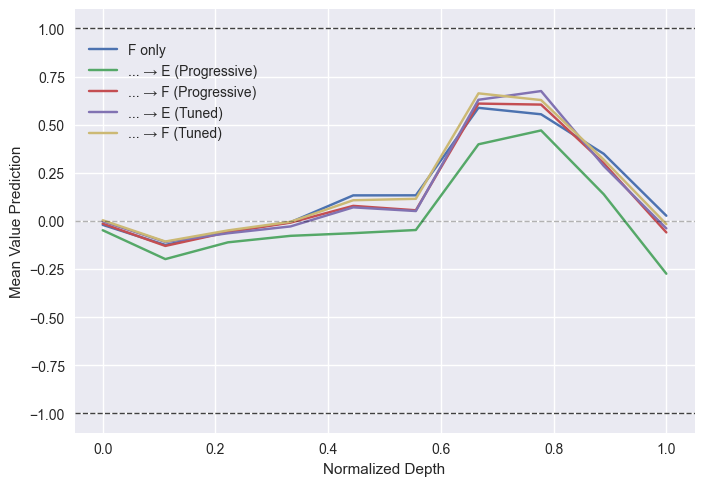 1.00
0.75
0.50
0.25
0.00
−0.25
−0.50
−0.75
−1.00
Mean Value Prediction
F only
... → E (Progressive)
... → F (Progressive)
... → E (Tuned)
... → F (Tuned)
0.0 0.2 0.4 0.6 0.8 1.0
Normalized Depth